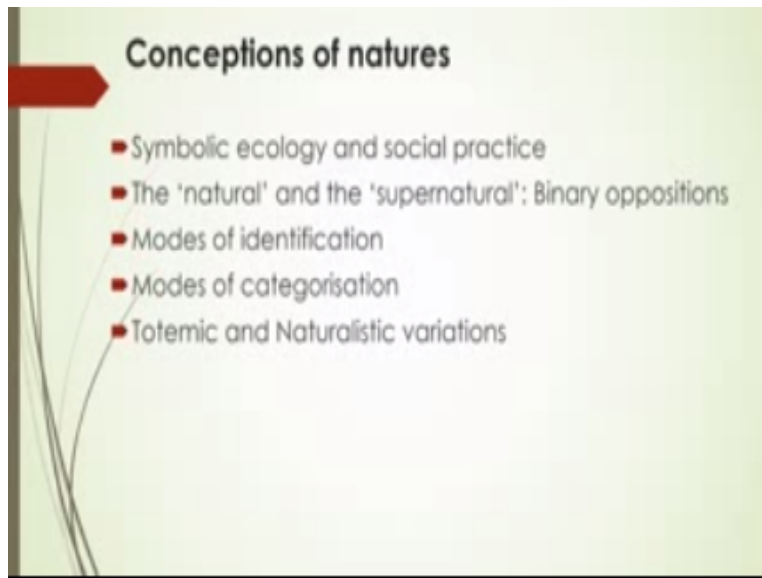 Conceptions of natures
Symbolic ecology and social practice
The 'natural' and the 'supernatural': Binary oppositions
Modes of identification
Modes of categorisation
Totemic and Naturalistic variations